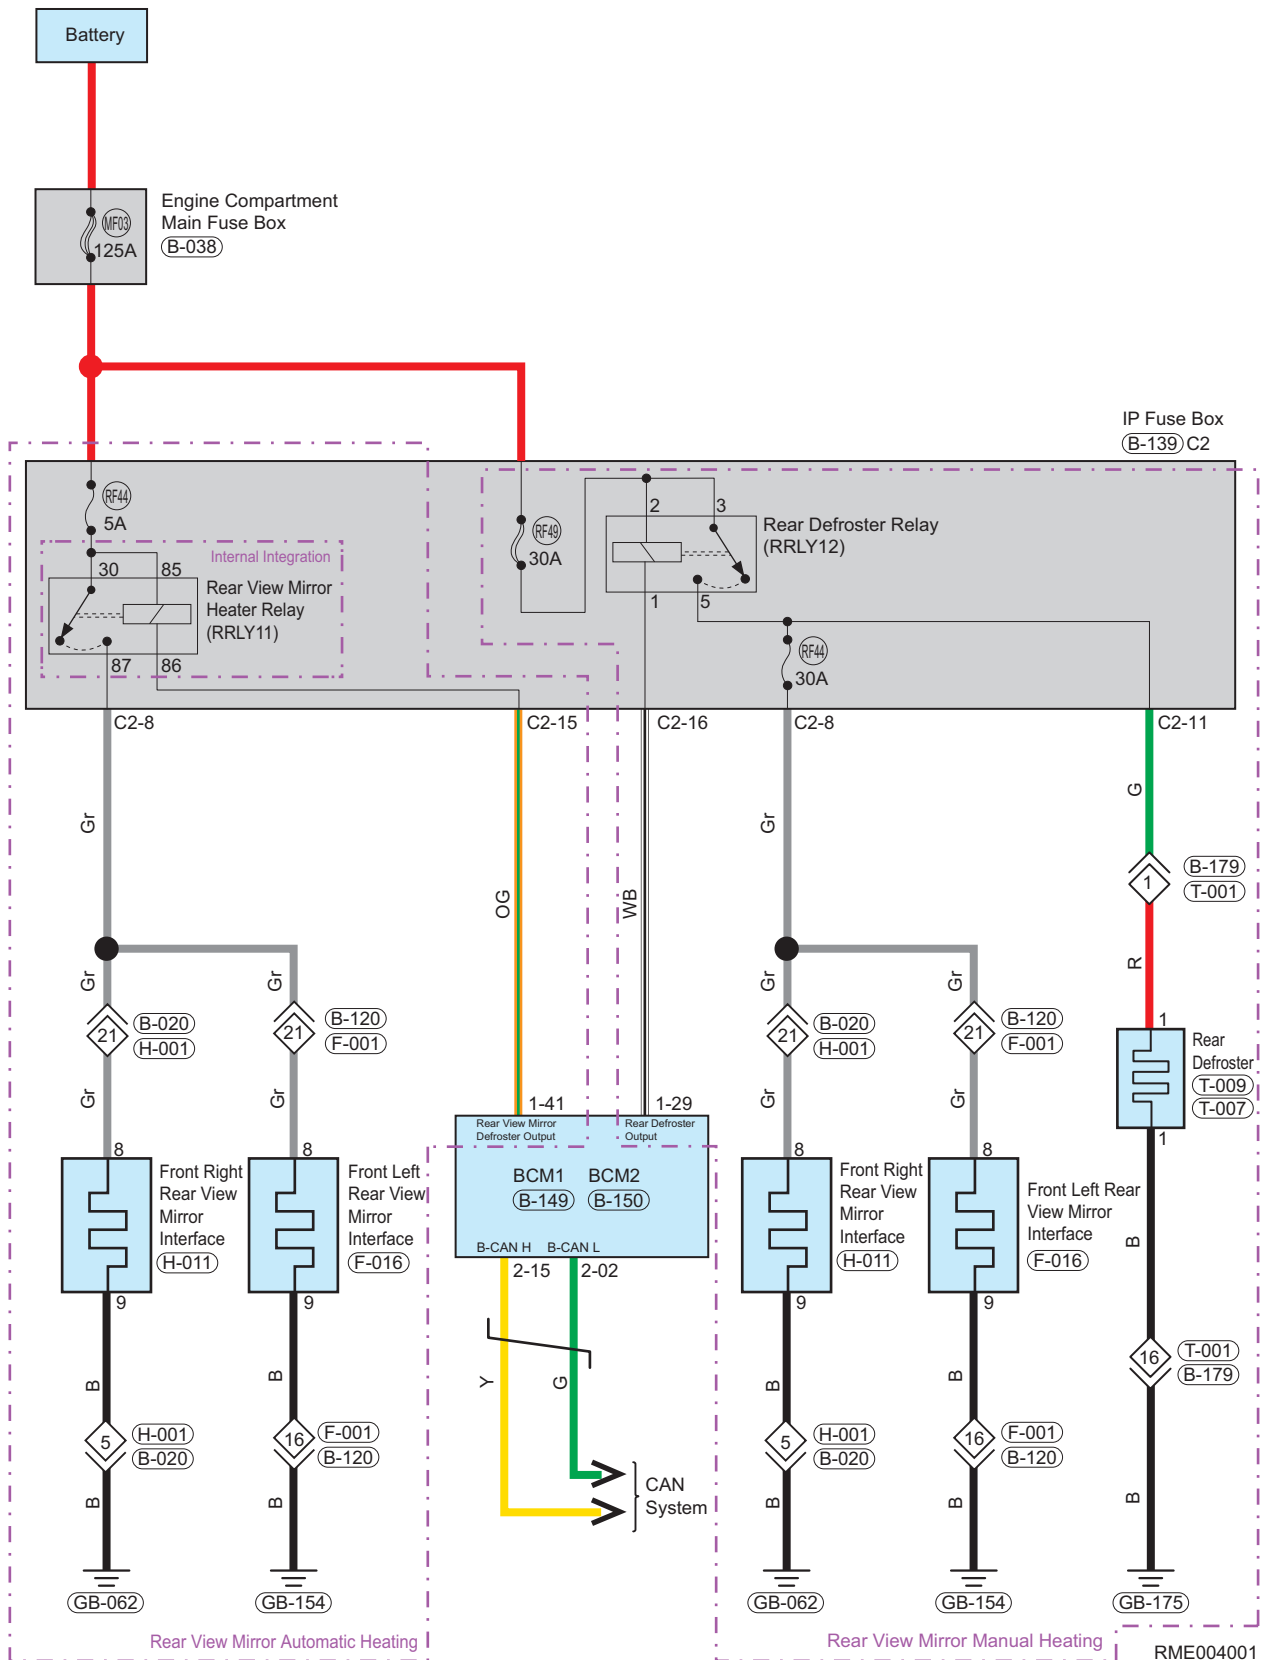 Battery
MF03
125A
Engine Compartment
Main Fuse Box
B-038
IP Fuse Box
B-139 C2
RF44
5A
Internal Integration
30
85
Rear View Mirror
Heater Relay
(RRLY11)
87
86
RF49
30A
2
3
Rear Defroster Relay
(RRLY12)
1
5
RF44
30A
C2-8
C2-15
C2-16
C2-8
C2-11
Gr
OG
WB
Gr
G
1
B-179
T-001
R
Gr
Gr
Gr
Gr
21
B-020
H-001
21
B-120
F-001
21
B-020
H-001
21
B-120
F-001
1
Rear
Defroster
T-009
T-007
1
Gr
Gr
Gr
Gr
1-41
1-29
Rear View Mirror
Defroster Output
Rear Defroster
Output
BCM1
B-149
BCM2
B-150
B-CAN H
B-CAN L
2-15
2-02
8
Front Right
Rear View
Mirror
Interface
H-011
9
8
Front Left
Rear View
Mirror
Interface
F-016
9
8
Front Right
Rear View
Mirror
Interface
H-011
9
8
Front Left Rear
View Mirror
Interface
F-016
9
B
Y
G
B
B
B
B
B
16
T-001
B-179
5
H-001
B-020
16
F-001
B-120
5
H-001
B-020
16
F-001
B-120
CAN
System
B
B
B
B
B
GB-062
GB-154
GB-062
GB-154
GB-175
Rear View Mirror Automatic Heating
Rear View Mirror Manual Heating
RME004001